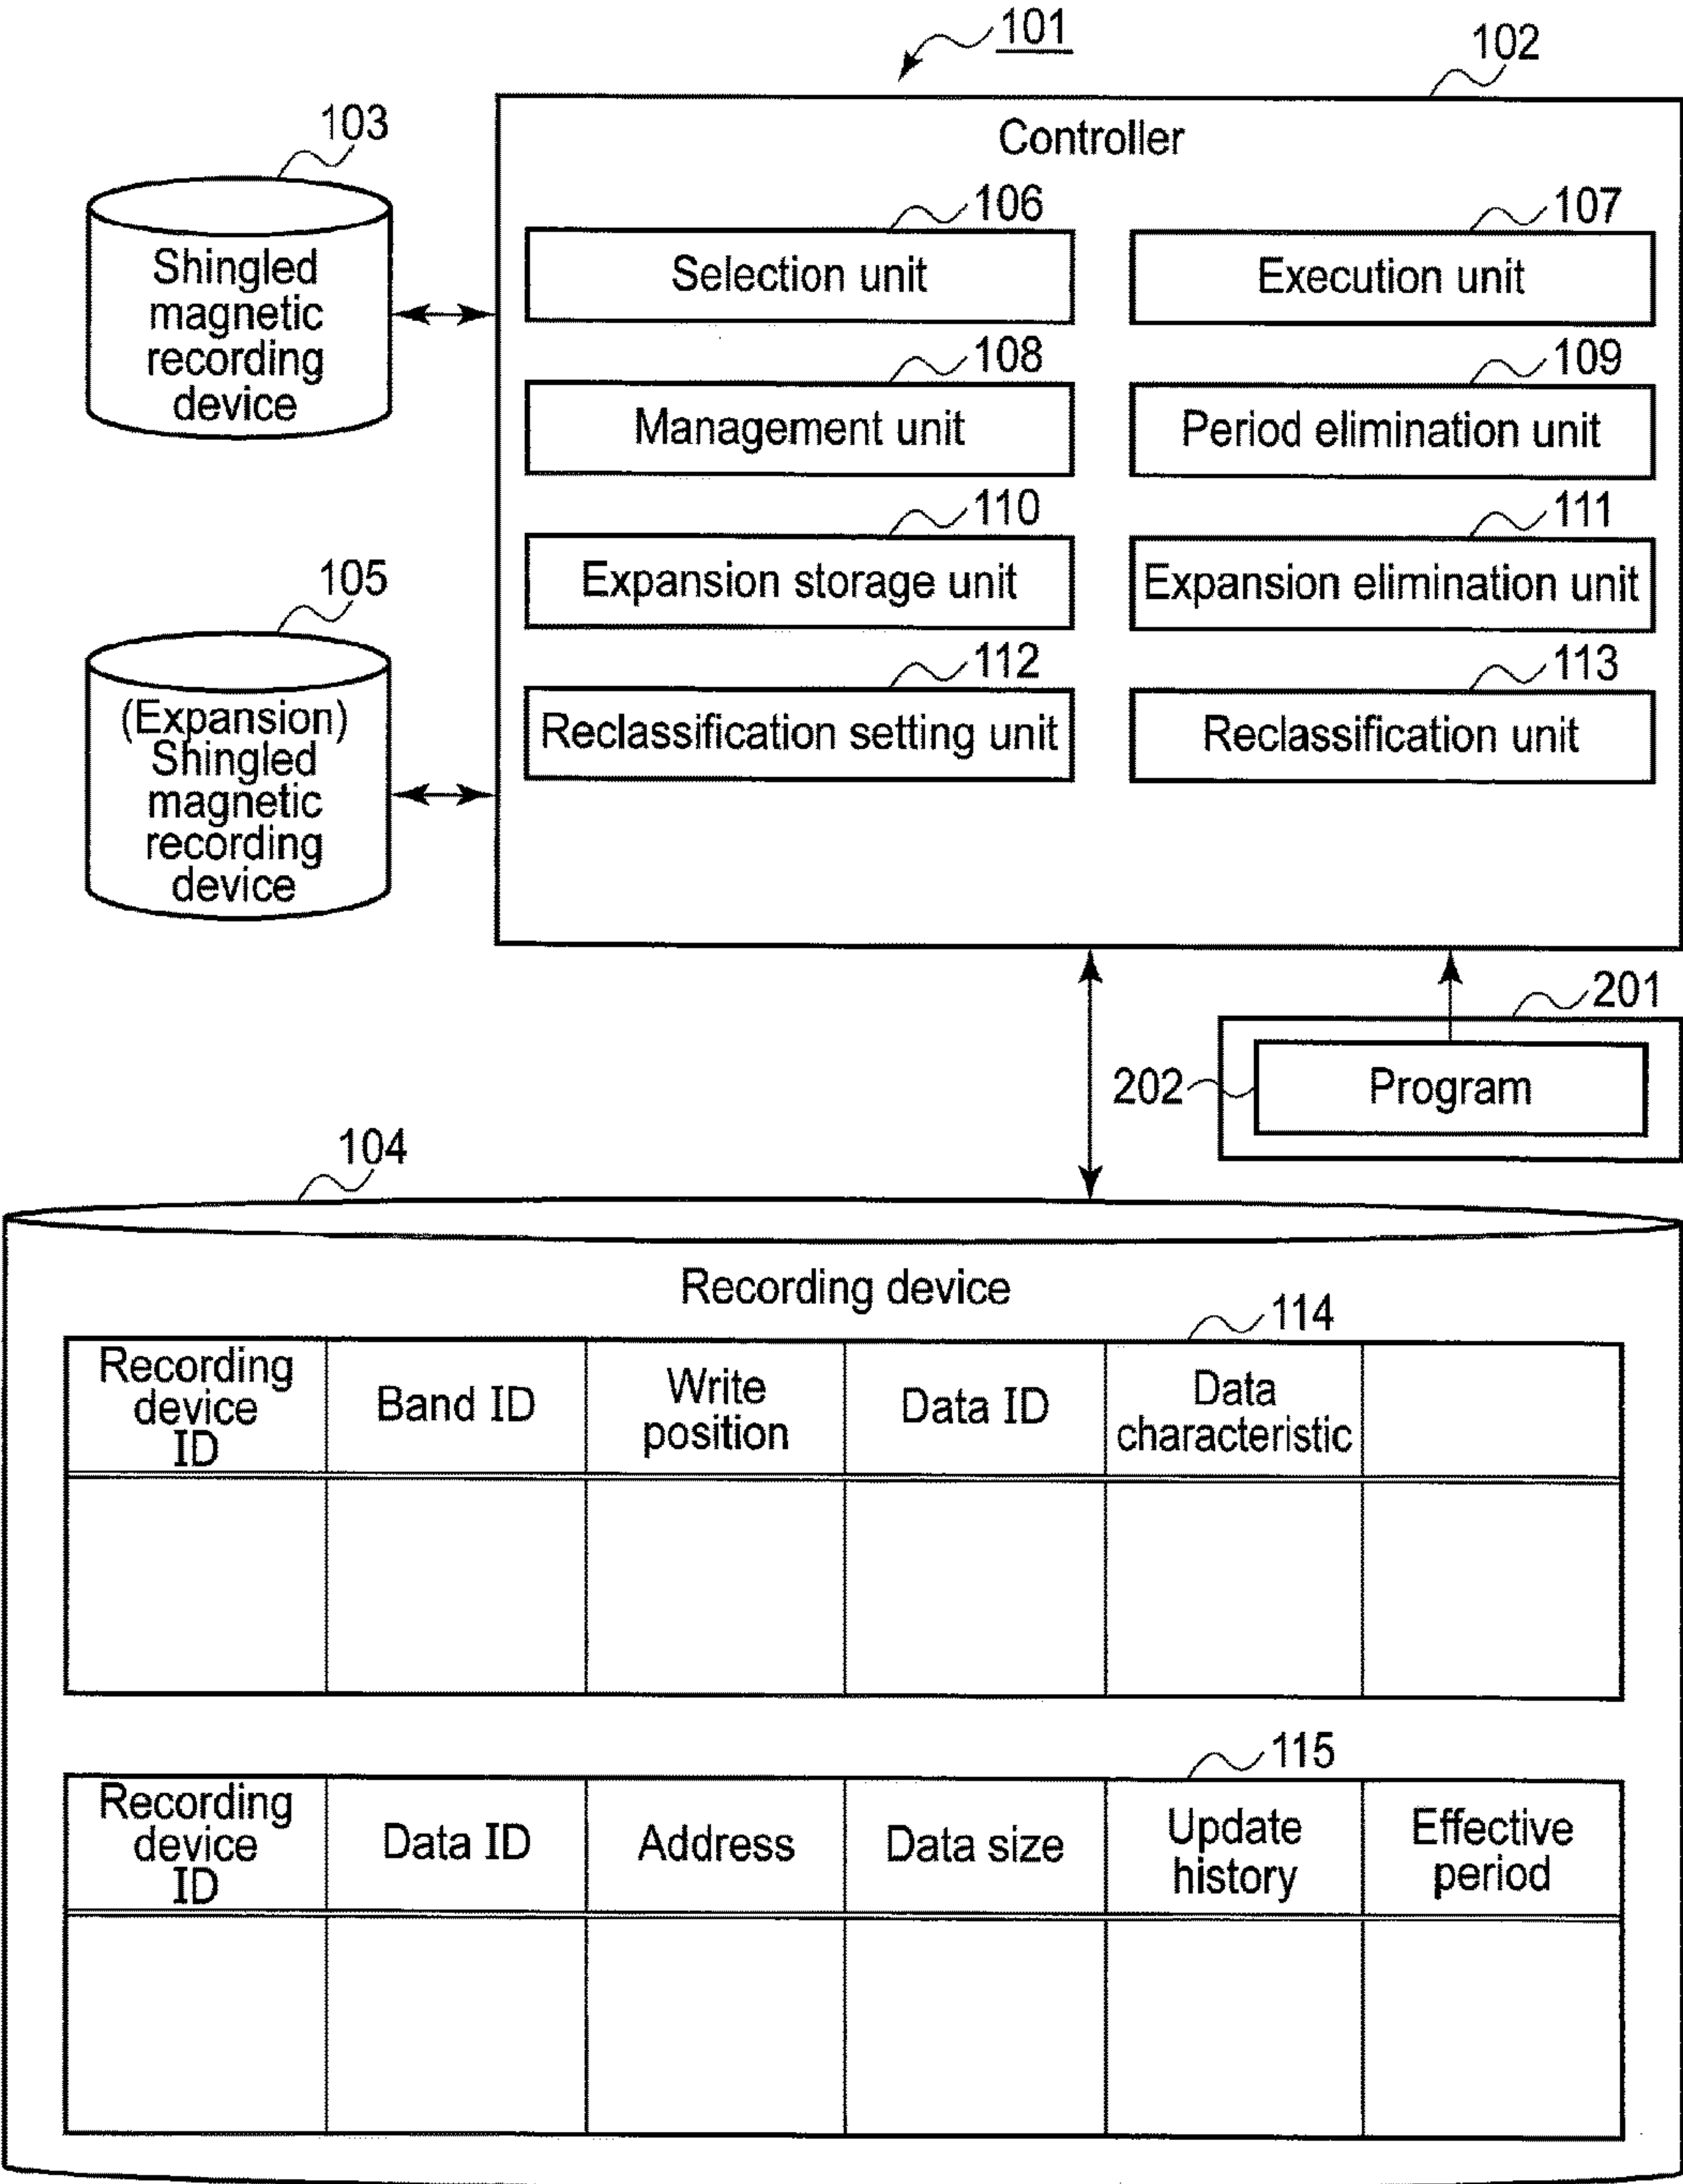 101
102
Controller
103
Shingled
magnetic
recording
device
106
Selection unit
107
Execution unit
108
Management unit
109
Period elimination unit
110
Expansion storage unit
111
Expansion elimination unit
105
(Expansion)
Shingled
magnetic
recording
device
112
Reclassification setting unit
113
Reclassification unit
201
202
Program
104
Recording device
114
Recording
device
ID
Band ID
Write
position
Data ID
Data
characteristic
115
Recording
device
ID
Data ID
Address
Data size
Update
history
Effective
period